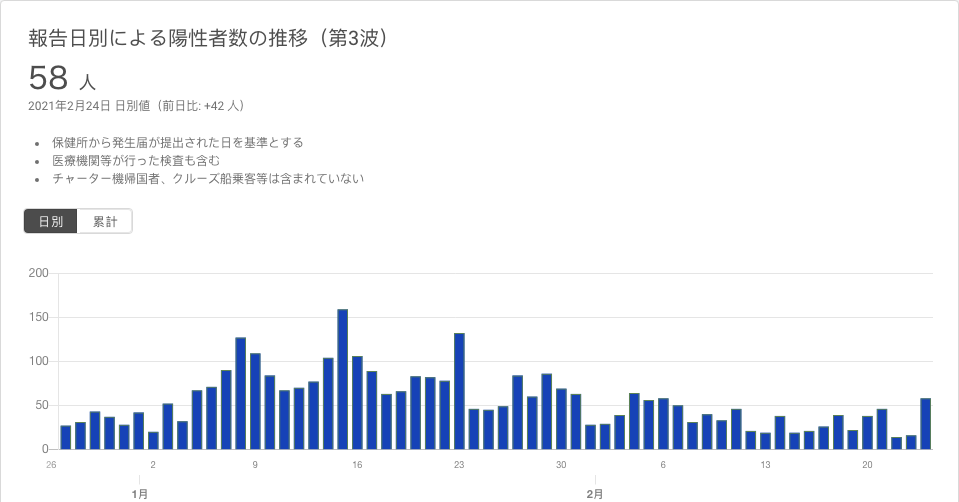 報告日別による陽性者数の推移（第3波）
58 人
2021年2月24日 日別値（前日比: +42 人）
• 保健所から発生届が提出された日を基準とする
• 医療機関等が行った検査も含む
• チャーター機帰国者、クルーズ船乗客等は含まれていない
日別 累計
200
150
100
50
0
26 2 9 16 23 30 6 13 20
1月 2月